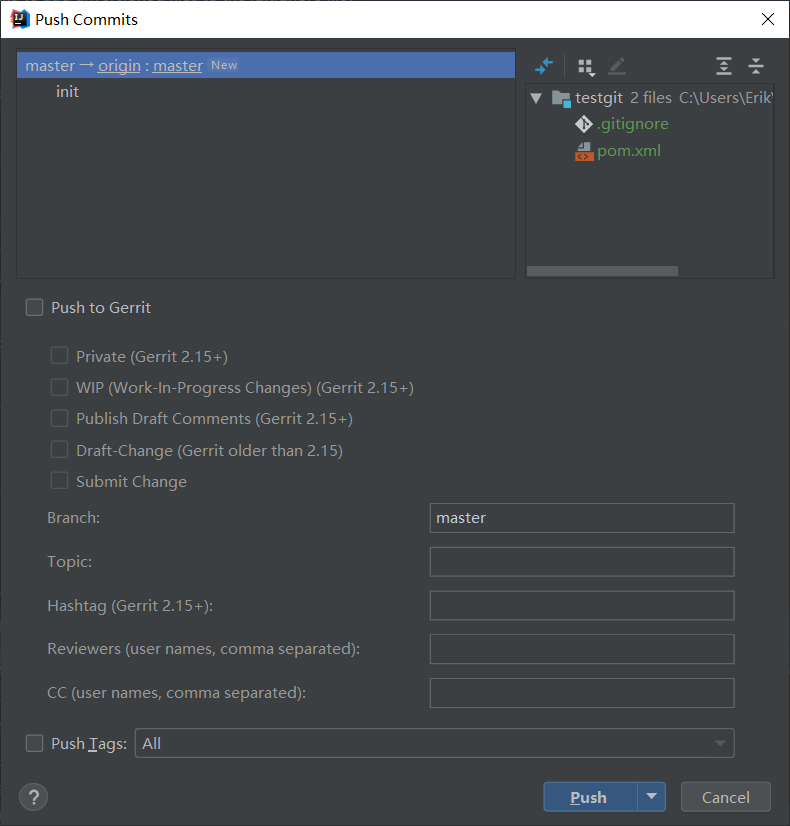 Push Commits
master → origin : master New
init
testgit 2 files C:\Users\Erik
.gitignore
pom.xml
Push to Gerrit
Private (Gerrit 2.15+)
WIP (Work-In-Progress Changes) (Gerrit 2.15+)
Publish Draft Comments (Gerrit 2.15+)
Draft-Change (Gerrit older than 2.15)
Submit Change
Branch: master
Topic:
Hashtag (Gerrit 2.15+):
Reviewers (user names, comma separated):
CC (user names, comma separated):
Push Tags: All
? Push Cancel